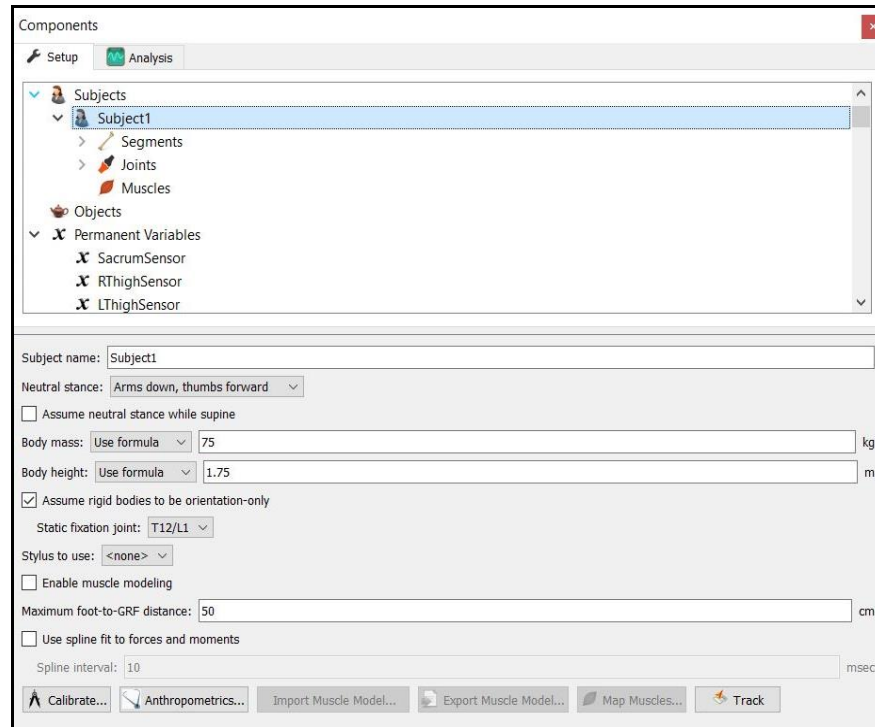 Components
Setup Analysis
Subjects
Subject1
Segments
Joints
Muscles
Objects
x Permanent Variables
x SacrumSensor
x RThighSensor
x LThighSensor
Subject name: Subject1
Neutral stance: Arms down, thumbs forward
Assume neutral stance while supine
Body mass: Use formula 75 kg
Body height: Use formula 1.75 m
Assume rigid bodies to be orientation-only
Static fixation joint: T12/L1
Stylus to use: <none>
Enable muscle modeling
Maximum foot-to-GRF distance: 50 cm
Use spline fit to forces and moments
Spline interval: 10 msec
Calibrate... Anthropometrics... Import Muscle Model... Export Muscle Model... Map Muscles... Track